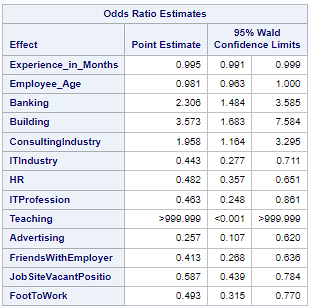 Odds Ratio Estimates
Effect Point Estimate 95% Wald Confidence Limits
Experience_in_Months 0.995 0.991 0.999
Employee_Age 0.981 0.963 1.000
Banking 2.306 1.484 3.585
Building 3.573 1.683 7.584
ConsultingIndustry 1.958 1.164 3.295
ITIndustry 0.443 0.277 0.711
HR 0.482 0.357 0.651
ITProfession 0.463 0.248 0.861
Teaching >999.999 <0.001 >999.999
Advertising 0.257 0.107 0.620
FriendsWithEmployer 0.413 0.268 0.636
JobSiteVacantPositio 0.587 0.439 0.784
FootToWork 0.493 0.315 0.770